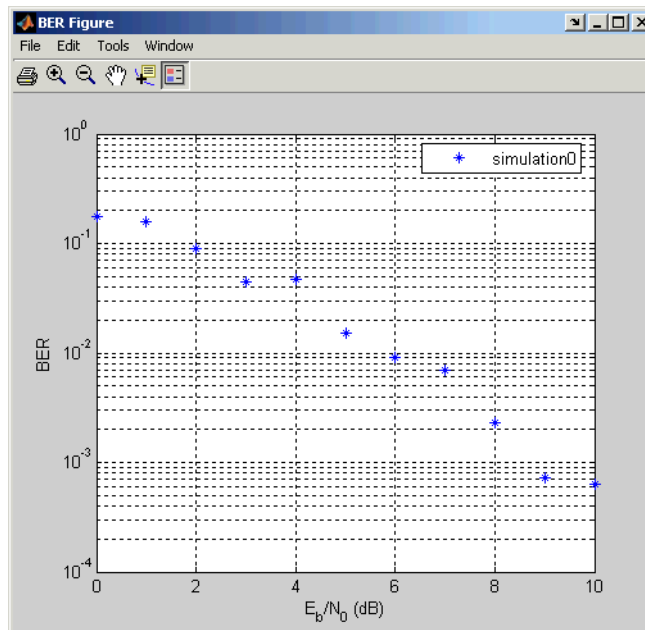 BER Figure
File Edit Tools Window
simulation0
10^0
10^-1
10^-2
10^-3
10^-4
BER
0 2 4 6 8 10
E_b/N_0 (dB)